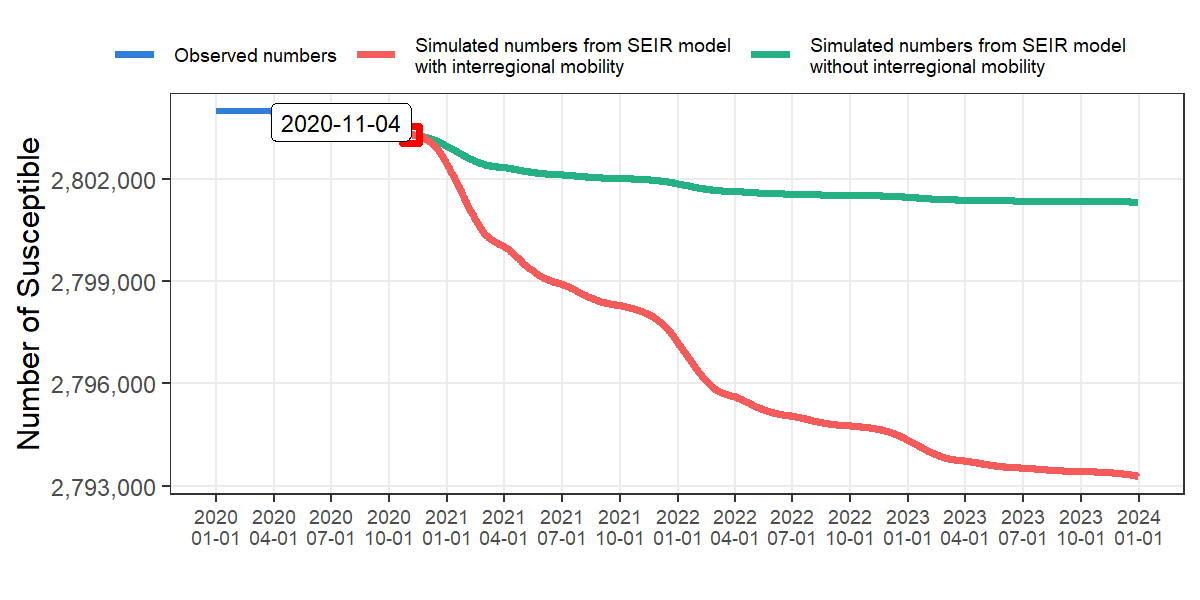 Observed numbers
Simulated numbers from SEIR model
with interregional mobility
Simulated numbers from SEIR model
without interregional mobility
Number of Susceptible
2020-11-04
2,802,000
2,799,000
2,796,000
2,793,000
2020 2020 2020 2020 2021 2021 2021 2021 2022 2022 2022 2022 2023 2023 2023 2023 2024
01-01 04-01 07-01 10-01 01-01 04-01 07-01 10-01 01-01 04-01 07-01 10-01 01-01 04-01 07-01 10-01 01-01